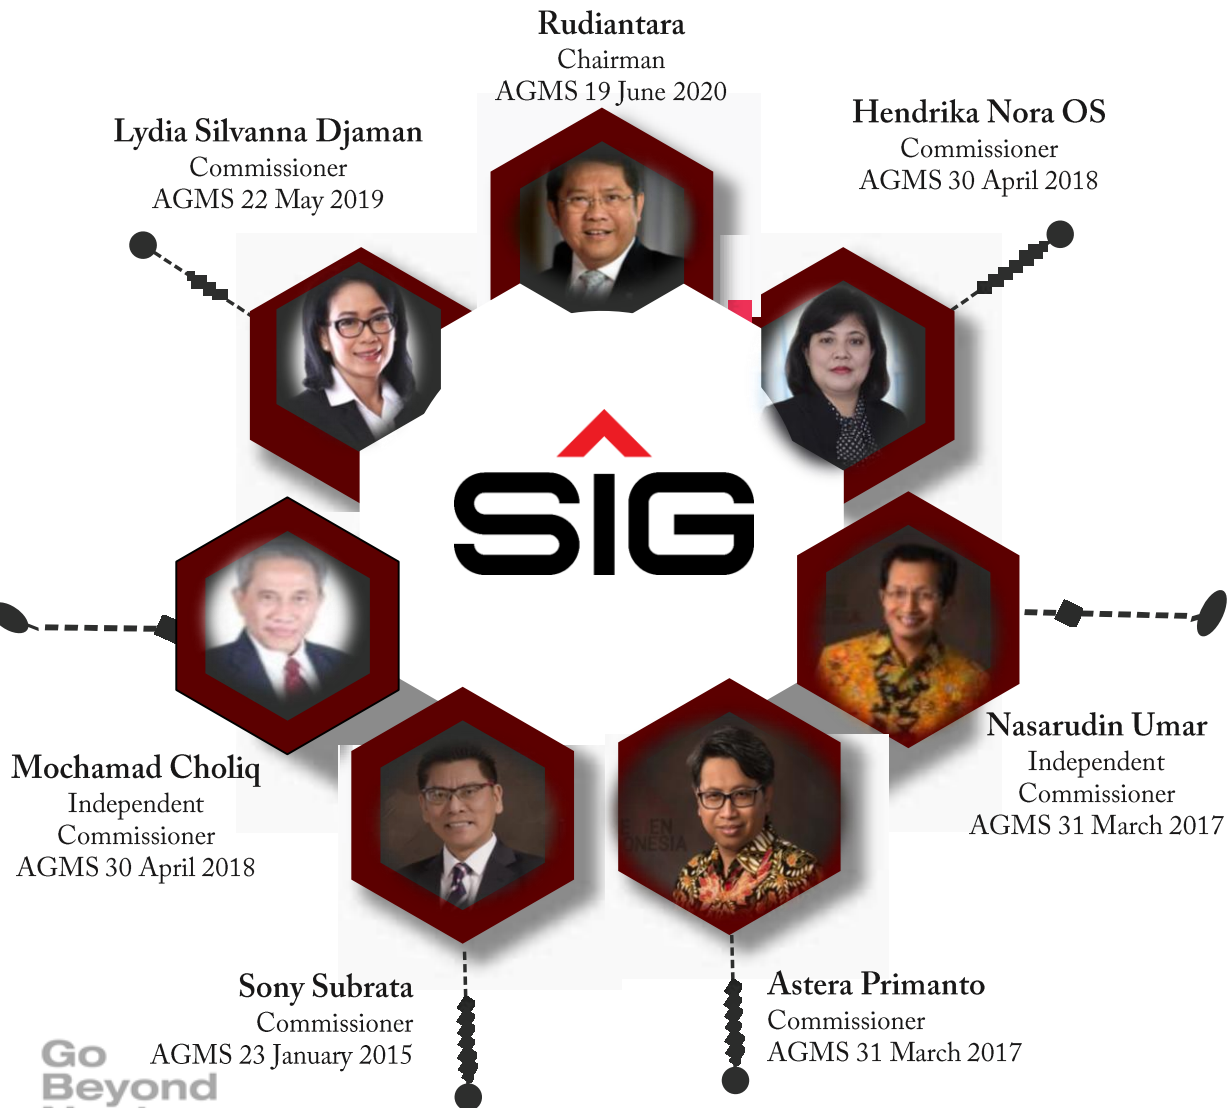 Rudiantara
Chairman
AGMS 19 June 2020
Hendrika Nora OS
Commissioner
AGMS 30 April 2018
Lydia Silvanna Djaman
Commissioner
AGMS 22 May 2019
SIG
Nasarudin Umar
Independent
Commissioner
AGMS 31 March 2017
Mochamad Choliq
Independent
Commissioner
AGMS 30 April 2018
Astera Primanto
Commissioner
AGMS 31 March 2017
Sony Subrata
Commissioner
AGMS 23 January 2015
Go
Beyond